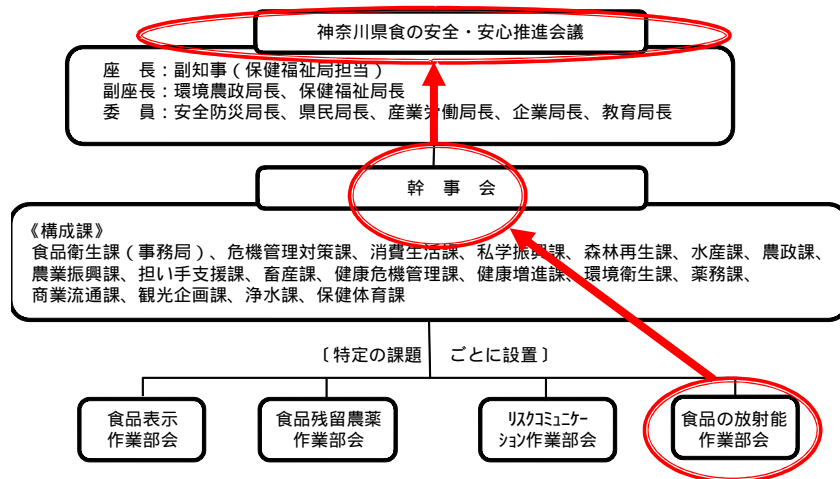 神奈川県食の安全・安心推進会議
座　長：副知事（保健福祉局担当）
副座長：環境農政局長、保健福祉局長
委　員：安全防災局長、県民局長、産業労働局長、企業局長、教育局長
幹　事　会
《構成課》
食品衛生課（事務局）、危機管理対策課、消費生活課、私学振興課、森林再生課、水産課、農政課、
農業振興課、担い手支援課、畜産課、健康危機管理課、健康増進課、環境衛生課、薬務課、
商業流通課、観光企画課、浄水課、保健体育課
〔特定の課題　ごとに設置〕
食品表示
作業部会
食品残留農薬
作業部会
ﾘｽｸｺﾐｭﾆｹｰ
ｼｮﾝ作業部会
食品の放射能
作業部会